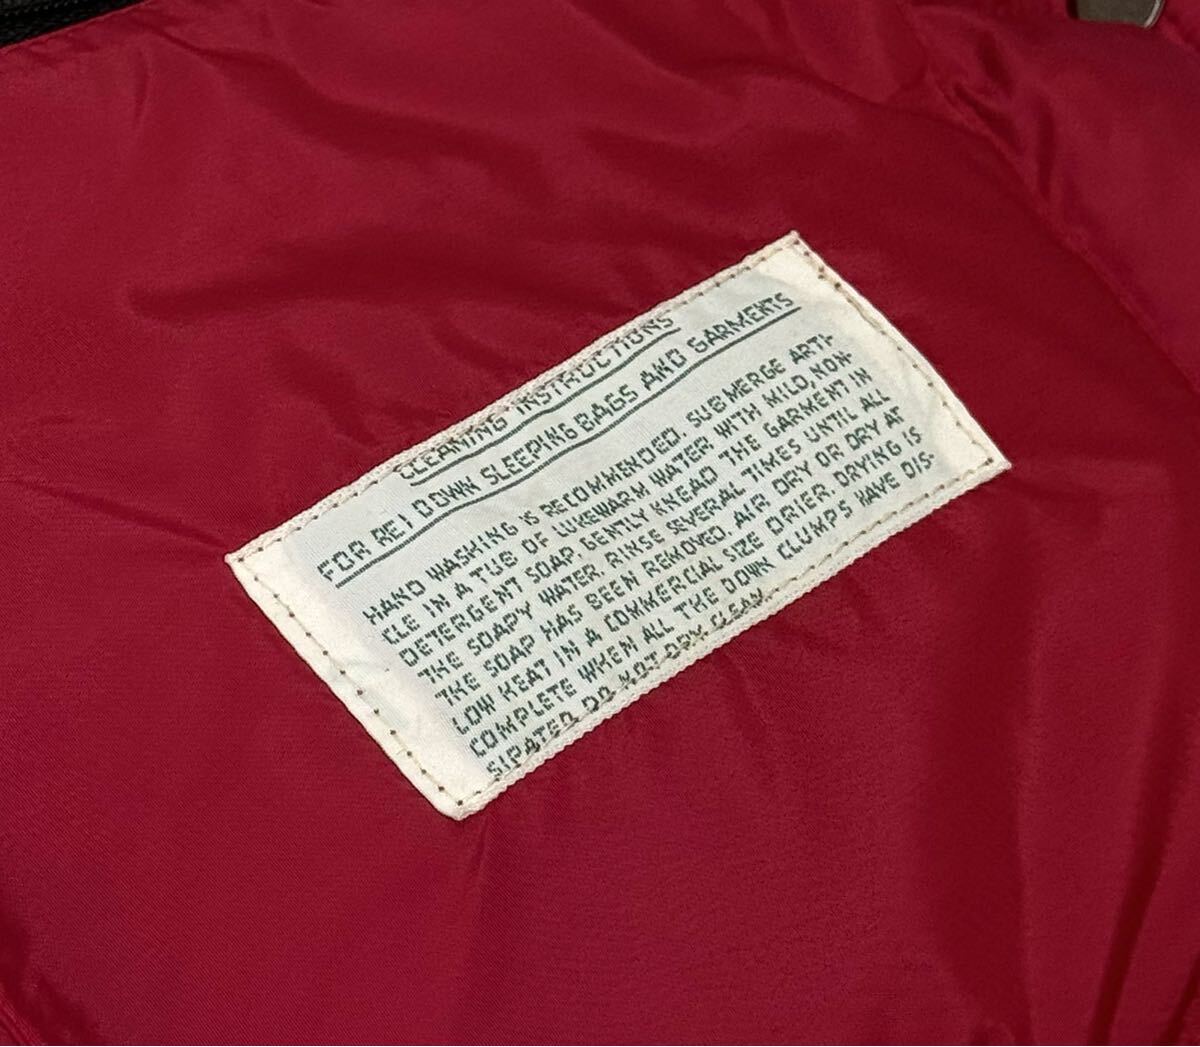 CLEANING INSTRUCTIONS
FOR REI DOWN SLEEPING BAGS AND GARMENTS
HAND WASHING IS RECOMMENDED. SUBMERGE ARTI-
CLE IN A TUB OF LUKEWARM WATER WITH MILD, NON-
DETERGENT SOAP. GENTLY KNEAD THE GARMENT IN
THE SOAPY WATER. RINSE SEVERAL TIMES UNTIL ALL
THE SOAP HAS BEEN REMOVED. AIR DRY OR DRY AT
LOW HEAT IN A COMMERCIAL SIZE DRIER. DRYING IS
COMPLETE WHEN ALL THE DOWN CLUMPS HAVE DIS-
SIPATED. DO NOT DRY CLEAN.